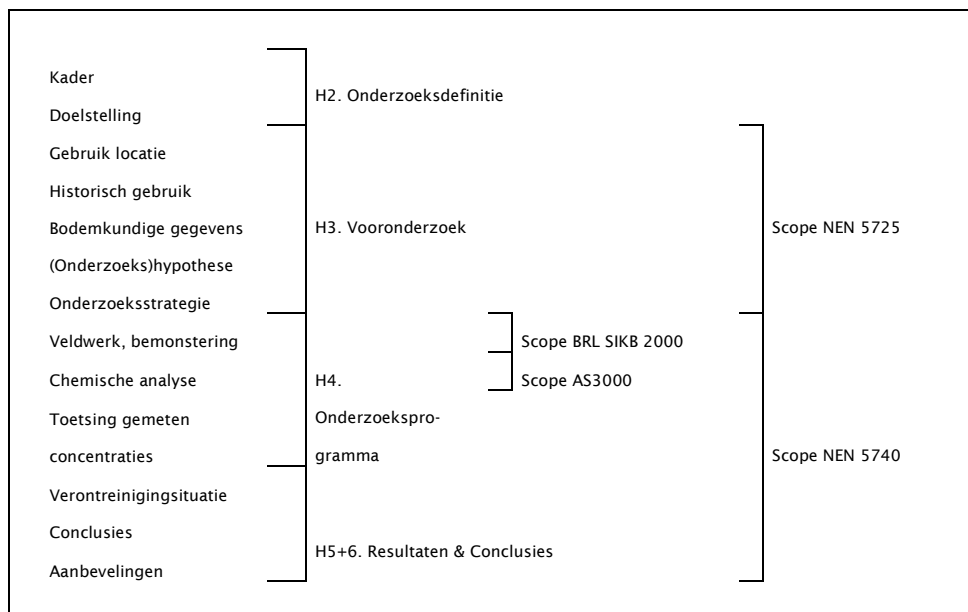 Kader
Doelstelling
Gebruik locatie
Historisch gebruik
Bodemkundige gegevens
(Onderzoeks)hypothese
Onderzoeksstrategie
Veldwerk, bemonstering
Chemische analyse
Toetsing gemeten
concentraties
Verontreinigingsituatie
Conclusies
Aanbevelingen
H2. Onderzoeksdefinitie
H3. Vooronderzoek
H4.
Onderzoekspro-
gramma
H5+6. Resultaten & Conclusies
Scope BRL SIKB 2000
Scope AS3000
Scope NEN 5725
Scope NEN 5740